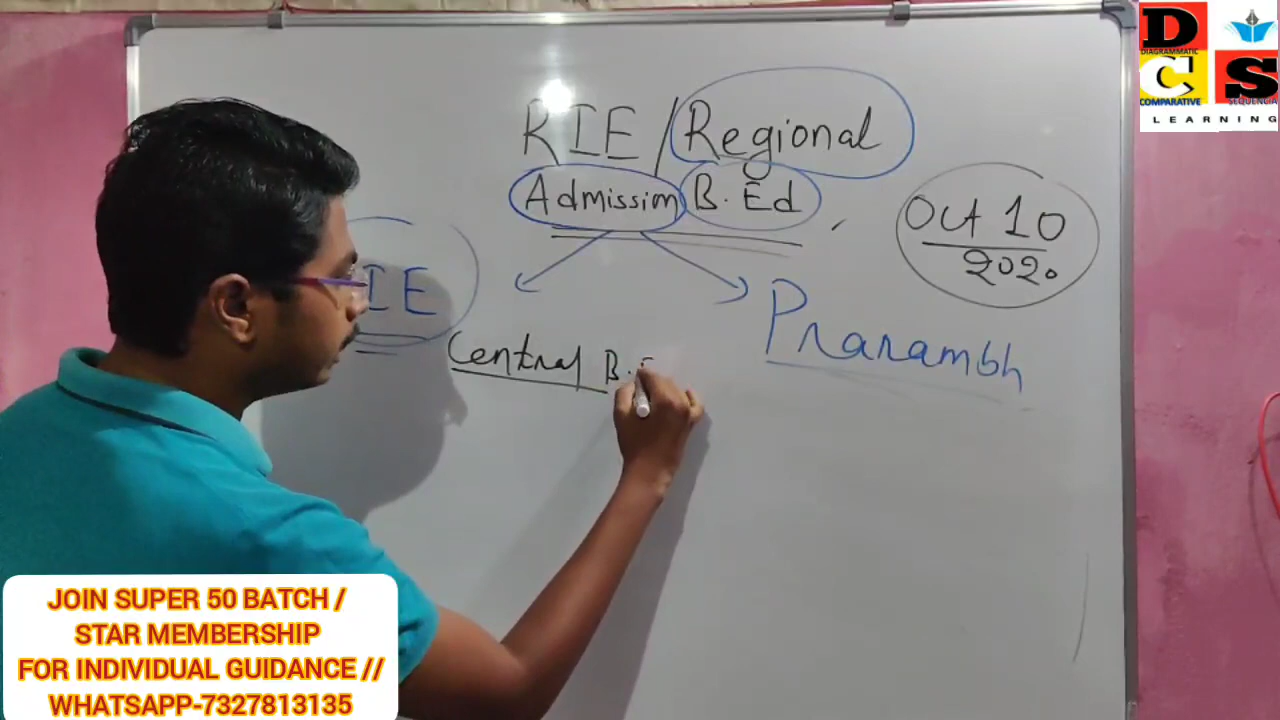 RIE/Regional
Admission B.Ed
Oct 10
2020
IE
Prarambh
Central B.E
D
DIAGRAMMATIC
C
COMPARATIVE
S
SEQUENCIA
LEARNING
JOIN SUPER 50 BATCH /
STAR MEMBERSHIP
FOR INDIVIDUAL GUIDANCE //
WHATSAPP-7327813135